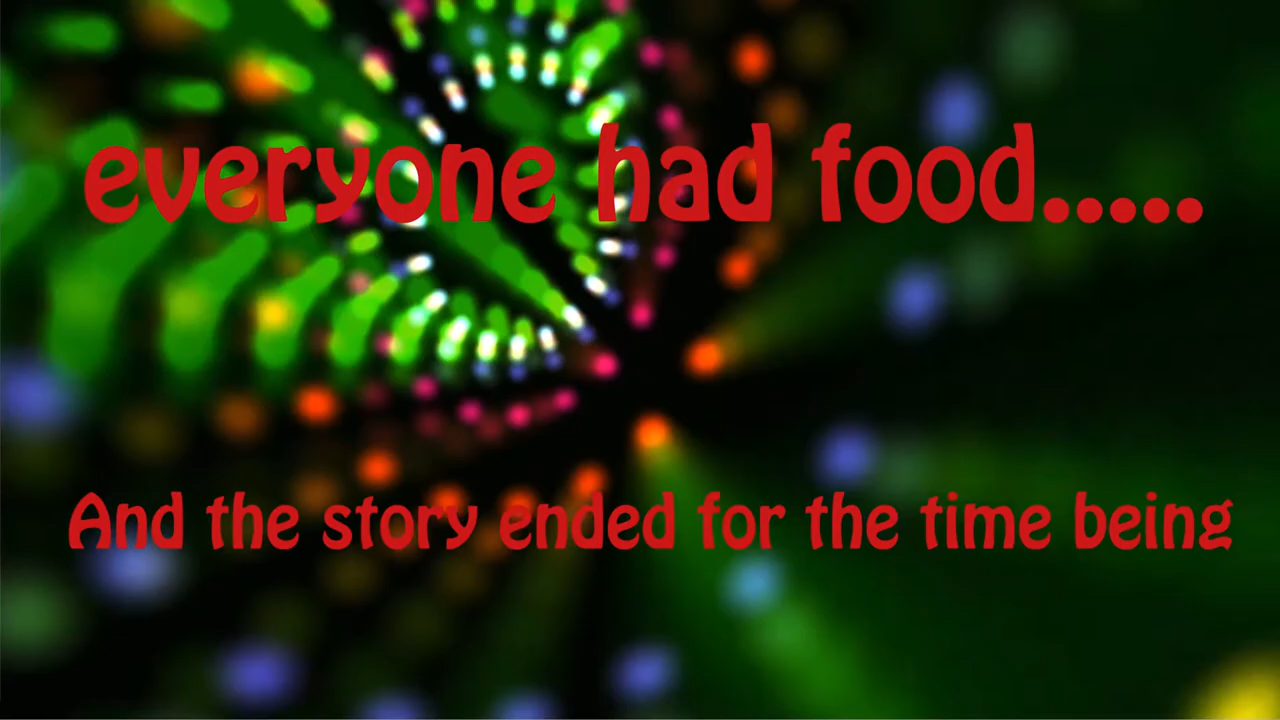 everyone had food.....
And the story ended for the time being